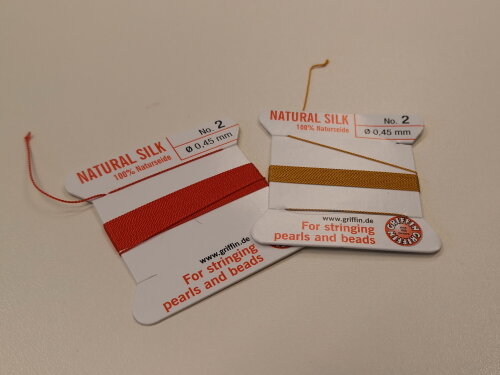 NATURAL SILK
100% Naturseide
No. 2
Ø 0,45 mm
www.griffin.de
For stringing
pearls and beads
NATURAL SILK
100% Naturseide
No. 2
Ø 0,45 mm
www.griffin.de
For stringing
pearls and beads
GRIFFIN